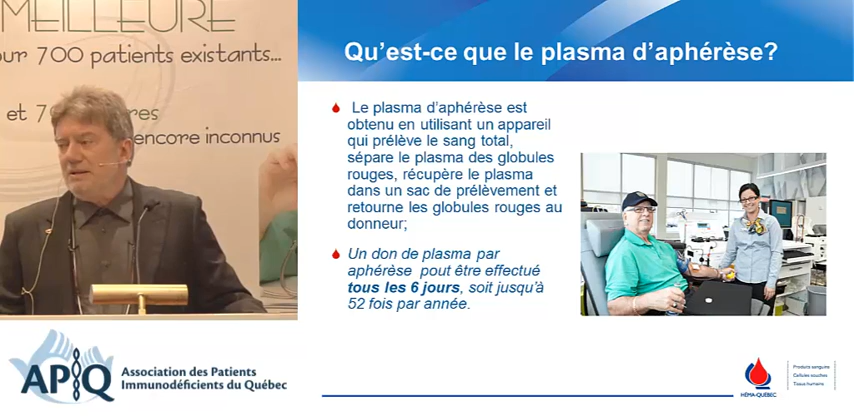 MEILLEURE
ur 700 patients existants...
et 7
res
encore inconnus
APIQ
Association des Patients
Immunodéficients du Québec
Qu'est-ce que le plasma d'aphérèse?
Le plasma d'aphérèse est
obtenu en utilisant un appareil
qui prélève le sang total,
sépare le plasma des globules
rouges, récupère le plasma
dans un sac de prélèvement et
retourne les globules rouges au
donneur;
Un don de plasma par
aphérèse pout être effectué
tous les 6 jours, soit jusqu'à
52 fois par année.
HÉMA-QUÉBEC
Produits sanguins
Cellules souches
Tissus humains